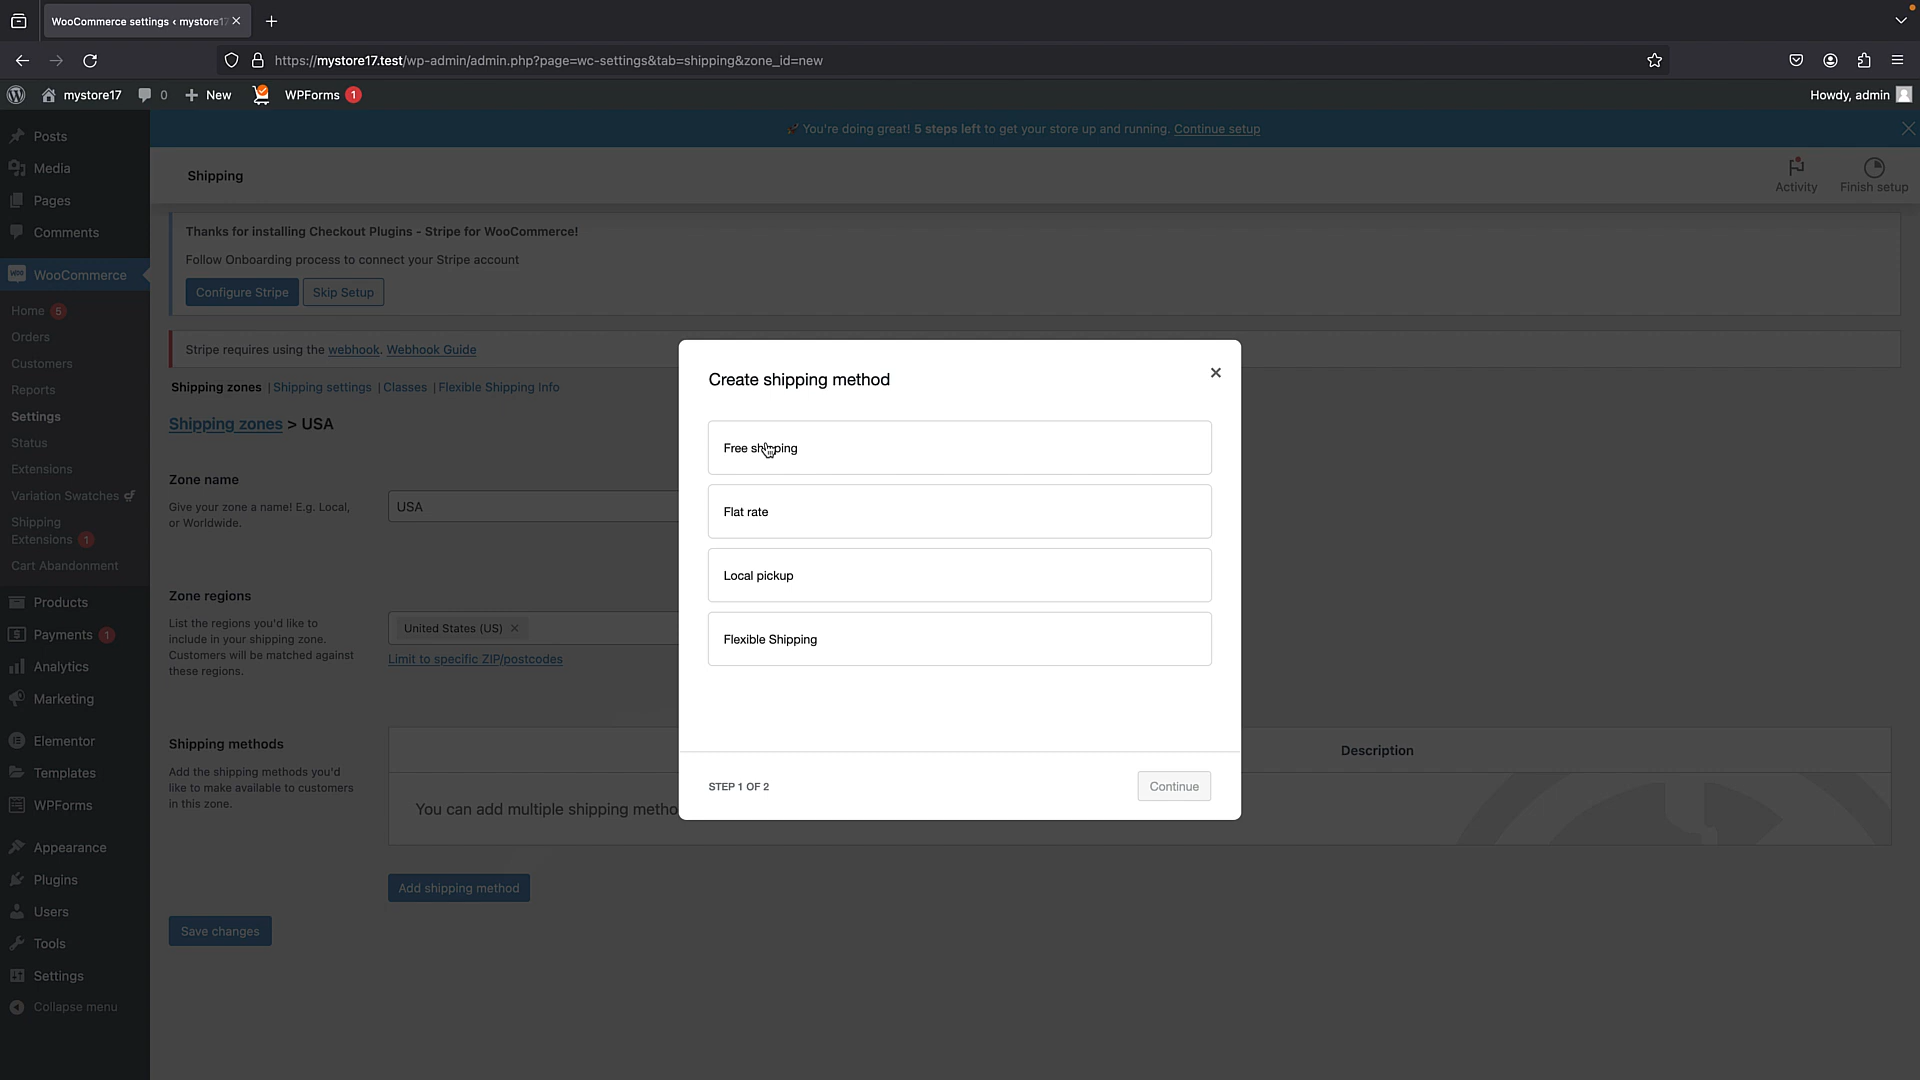 WooCommerce settings ‹ mystore17
https://mystore17.test/wp-admin/admin.php?page=wc-settings&tab=shipping&zone_id=new
mystore17
0
New
WPForms 1
Howdy, admin
🚀 You're doing great! 5 steps left to get your store up and running. Continue setup
Shipping
Activity
Finish setup
Posts
Media
Pages
Comments
WooCommerce
Home 5
Orders
Customers
Reports
Settings
Status
Extensions
Variation Swatches
Shipping
Extensions 1
Cart Abandonment
Products
Payments 1
Analytics
Marketing
Elementor
Templates
WPForms
Appearance
Plugins
Users
Tools
Settings
Collapse menu
Thanks for installing Checkout Plugins - Stripe for WooCommerce!
Follow Onboarding process to connect your Stripe account
Configure Stripe
Skip Setup
Stripe requires using the webhook. Webhook Guide
Shipping zones | Shipping settings | Classes | Flexible Shipping Info
Shipping zones > USA
Zone name
Give your zone a name! E.g. Local,
or Worldwide.
USA
Zone regions
List the regions you'd like to
include in your shipping zone.
Customers will be matched against
these regions.
United States (US)
Limit to specific ZIP/postcodes
Shipping methods
Add the shipping methods you'd
like to make available to customers
in this zone.
Description
You can add multiple shipping metho
Add shipping method
Save changes
Create shipping method
Free shipping
Flat rate
Local pickup
Flexible Shipping
STEP 1 OF 2
Continue